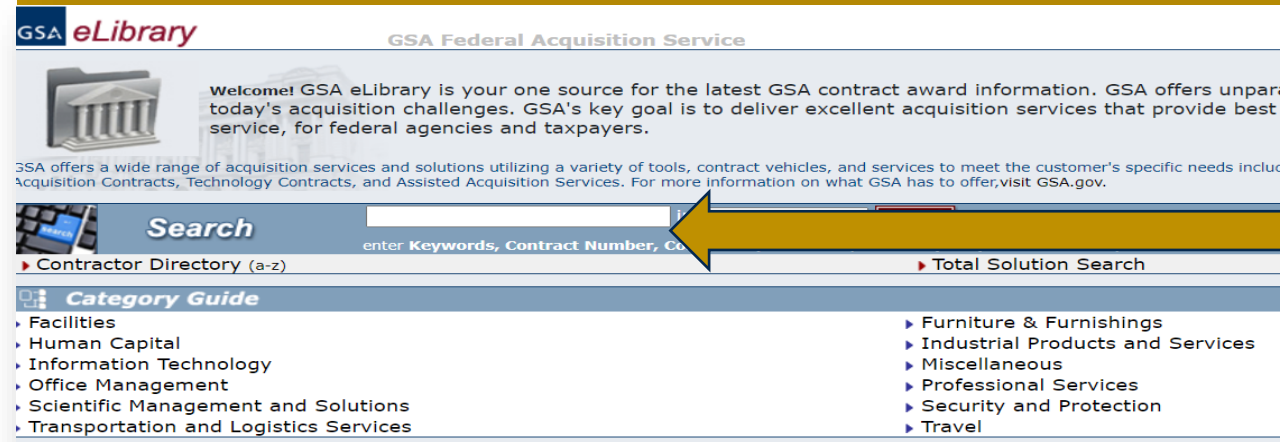 GSA eLibrary
GSA Federal Acquisition Service
Welcome! GSA eLibrary is your one source for the latest GSA contract award information. GSA offers
today's acquisition challenges. GSA's key goal is to deliver excellent acquisition services that provide best
service, for federal agencies and taxpayers.
GSA offers a wide range of acquisition services and solutions utilizing a variety of tools, contract vehicles, and services to meet the customer's specific needs
Acquisition Contracts, Technology Contracts, and Assisted Acquisition Services. For more information on what GSA has to offer,visit GSA.gov.
Search
Search
enter Keywords, Contract Number,
Contractor Directory (a-z)
Total Solution Search
Category Guide
Facilities
Human Capital
Information Technology
Office Management
Scientific Management and Solutions
Transportation and Logistics Services
Furniture & Furnishings
Industrial Products and Services
Miscellaneous
Professional Services
Security and Protection
Travel